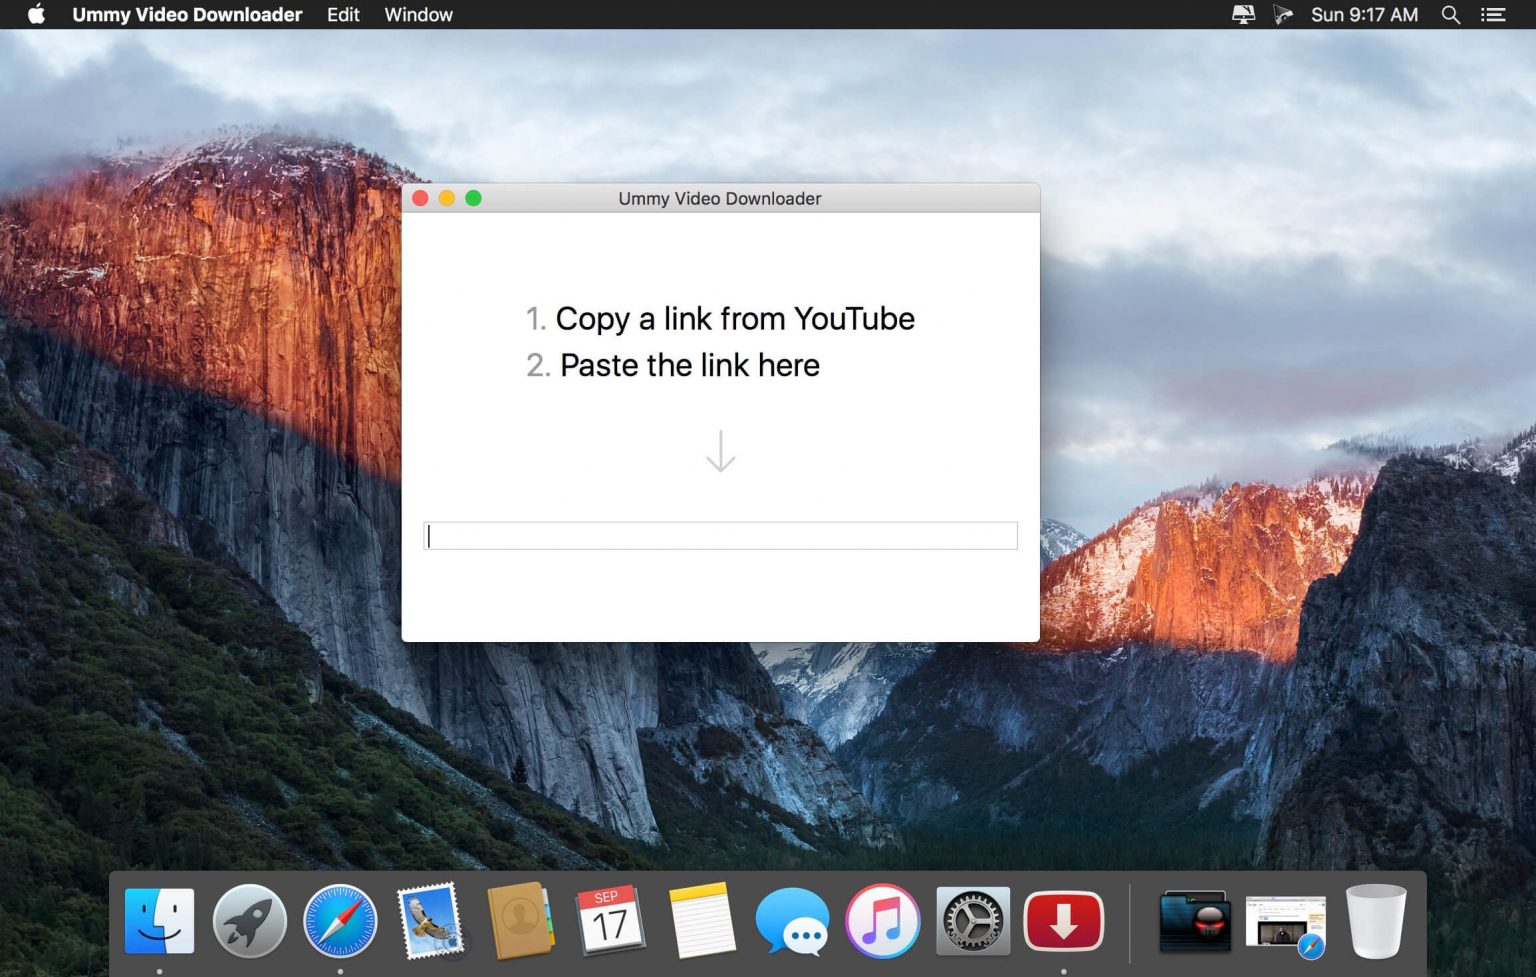 Ummy Video Downloader Edit Window Sun 9:17 AM
Ummy Video Downloader
1. Copy a link from YouTube
2. Paste the link here
SEP
17